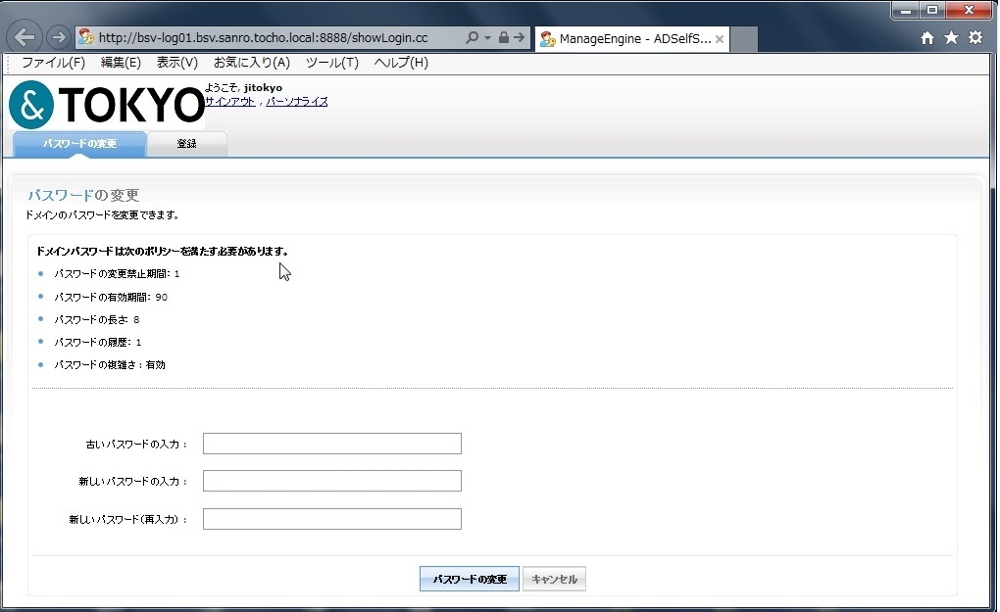 http://bsv-log01.bsv.sanro.tocho.local:8888/showLogin.cc
ManageEngine - ADSelfS...
ファイル(F) 編集(E) 表示(V) お気に入り(A) ツール(T) ヘルプ(H)
& TOKYO
ようこそ, jitokyo
サインアウト , パーソナライズ
パスワードの変更 登録
パスワードの変更
ドメインのパスワードを変更できます。
ドメインパスワードは次のポリシーを満たす必要があります。
パスワードの変更禁止期間: 1
パスワードの有効期間: 90
パスワードの長さ: 8
パスワードの履歴: 1
パスワードの複雑さ : 有効
古いパスワードの入力 :
新しいパスワードの入力 :
新しいパスワード(再入力) :
パスワードの変更 キャンセル